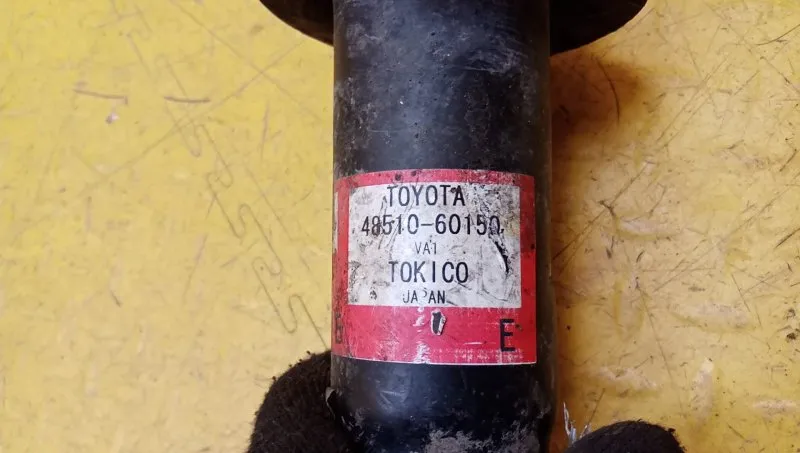 TOYOTA
48510-60150
VA1
TOKICO
JAPAN
E